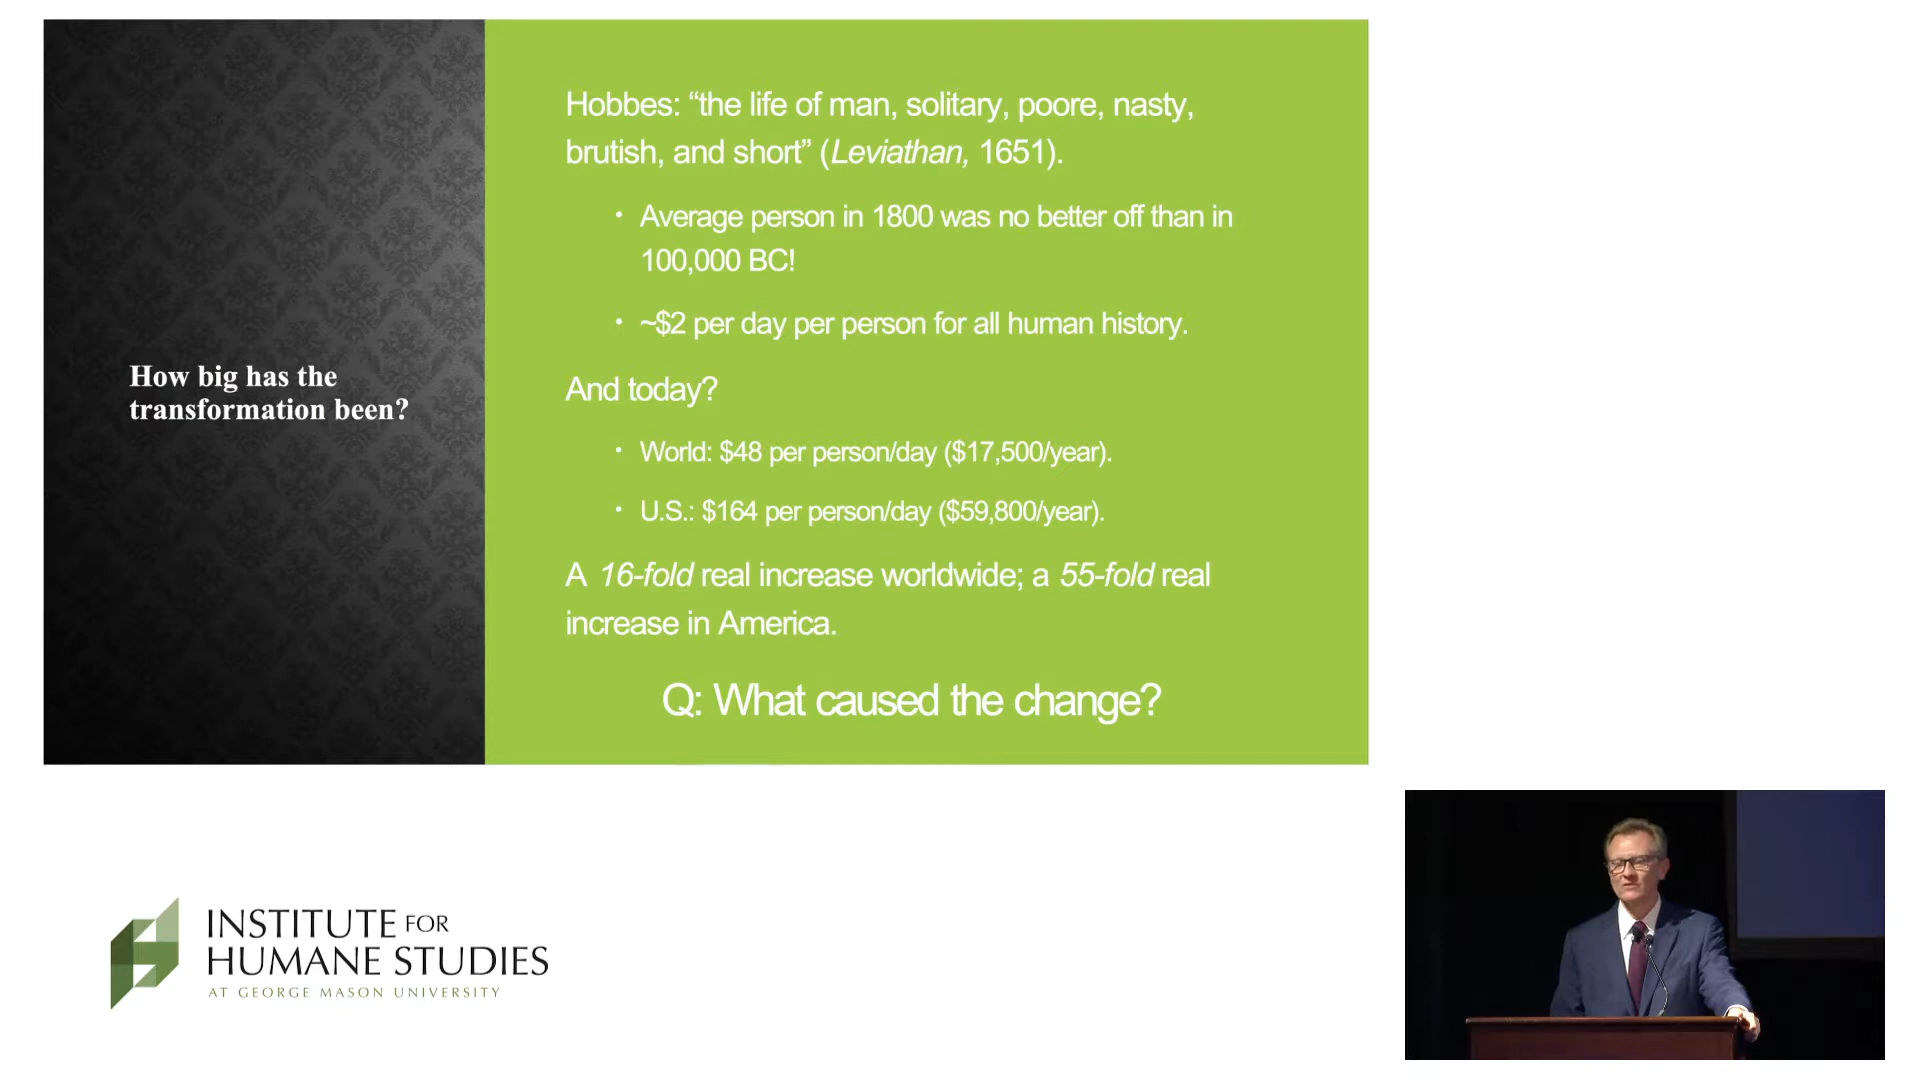 How big has the
transformation been?
Hobbes: “the life of man, solitary, poore, nasty,
brutish, and short” (Leviathan, 1651).
• Average person in 1800 was no better off than in
100,000 BC!
• ~$2 per day per person for all human history.
And today?
• World: $48 per person/day ($17,500/year).
• U.S.: $164 per person/day ($59,800/year).
A 16-fold real increase worldwide; a 55-fold real
increase in America.
Q: What caused the change?
INSTITUTE FOR
HUMANE STUDIES
AT GEORGE MASON UNIVERSITY